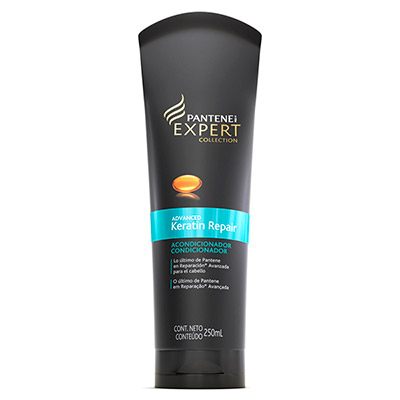 PANTENE PRO-V
EXPERT
COLLECTION
ADVANCED
Keratin Repair
ACONDICIONADOR
CONDICIONADOR
Lo último de Pantene
en Reparación* Avanzada
para el cabello
O último de Pantene
em Reparação* Avançada
CONT. NETO
CONTEÚDO 250mL